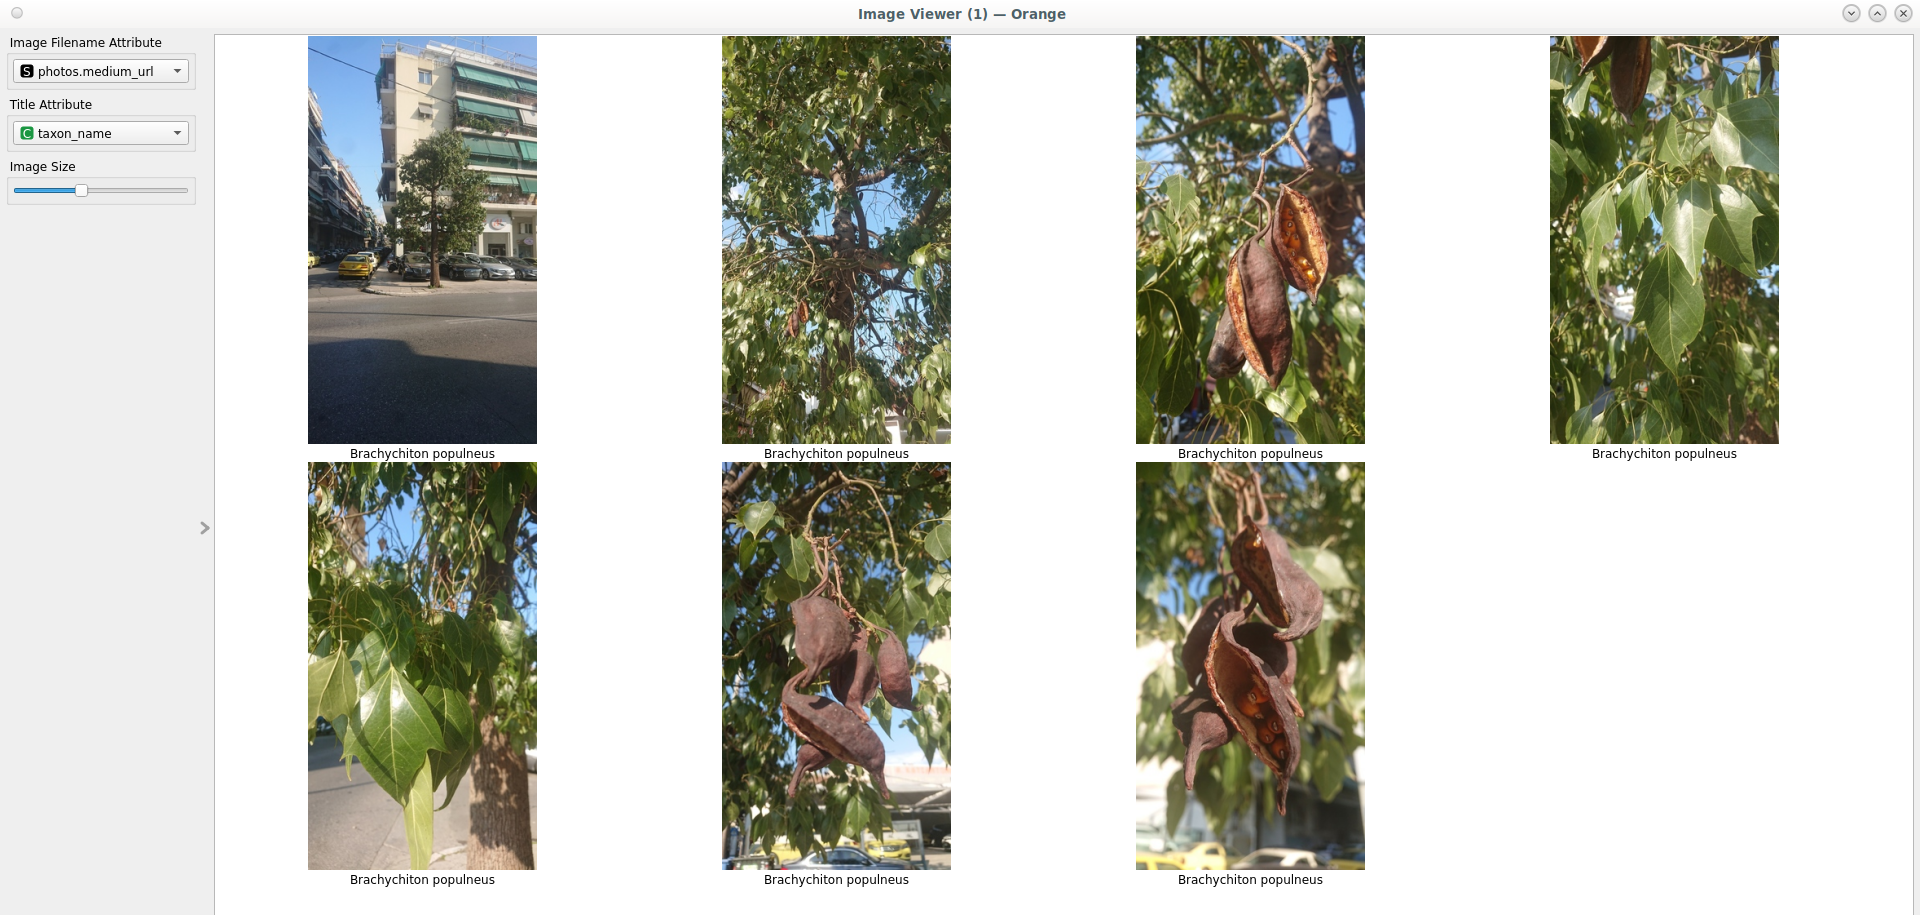 Image Viewer (1) — Orange
Image Filename Attribute
S photos.medium_url
Title Attribute
C taxon_name
Image Size
Brachychiton populneus
Brachychiton populneus
Brachychiton populneus
Brachychiton populneus
Brachychiton populneus
Brachychiton populneus
Brachychiton populneus